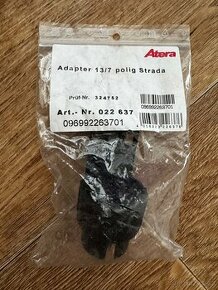 Atera
Adapter 13/7 polig Strada
Prüf-Nr. 324752
Art.- Nr. 022 637
096992263701
096992263701